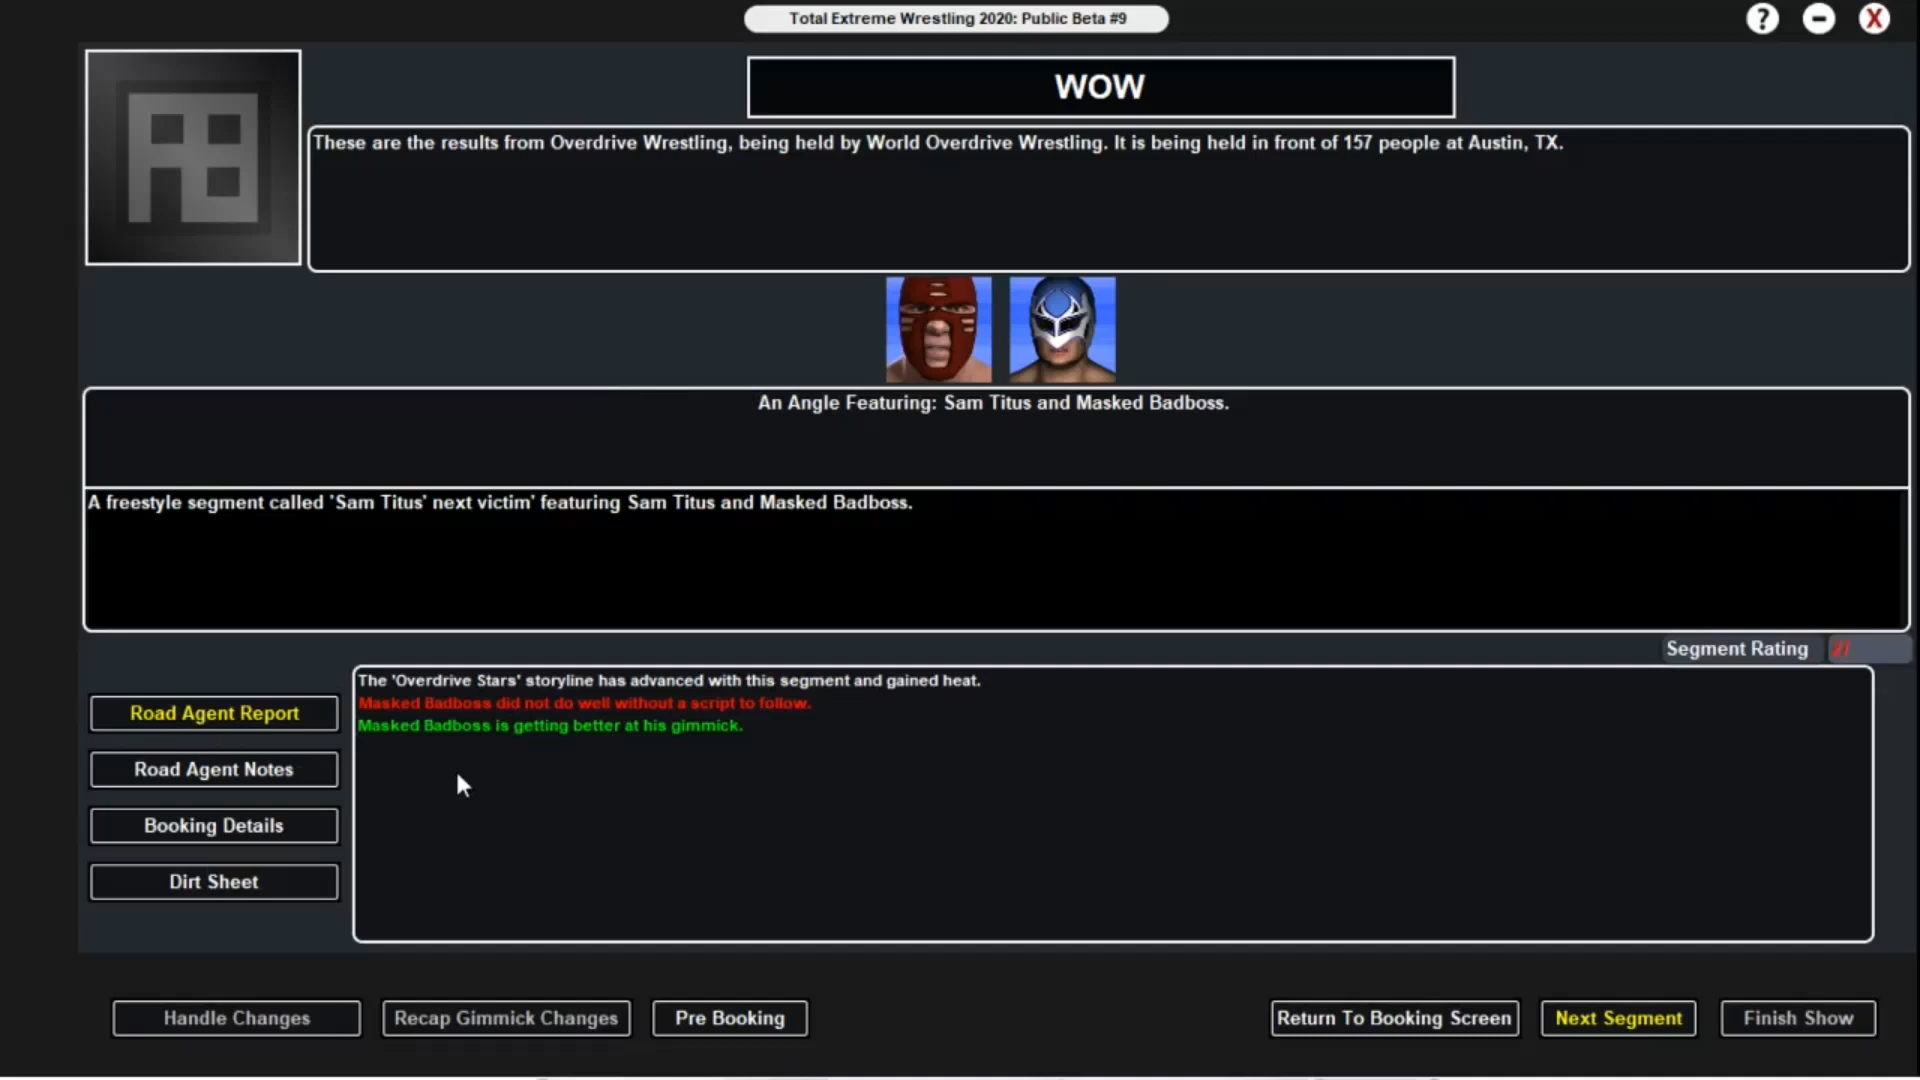 Total Extreme Wrestling 2020: Public Beta #9
?
X
WOW
These are the results from Overdrive Wrestling, being held by World Overdrive Wrestling. It is being held in front of 157 people at Austin, TX.
An Angle Featuring: Sam Titus and Masked Badboss.
A freestyle segment called 'Sam Titus' next victim' featuring Sam Titus and Masked Badboss.
Segment Rating
The 'Overdrive Stars' storyline has advanced with this segment and gained heat.
Masked Badboss did not do well without a script to follow.
Masked Badboss is getting better at his gimmick.
Road Agent Report
Road Agent Notes
Booking Details
Dirt Sheet
Handle Changes
Recap Gimmick Changes
Pre Booking
Return To Booking Screen
Next Segment
Finish Show